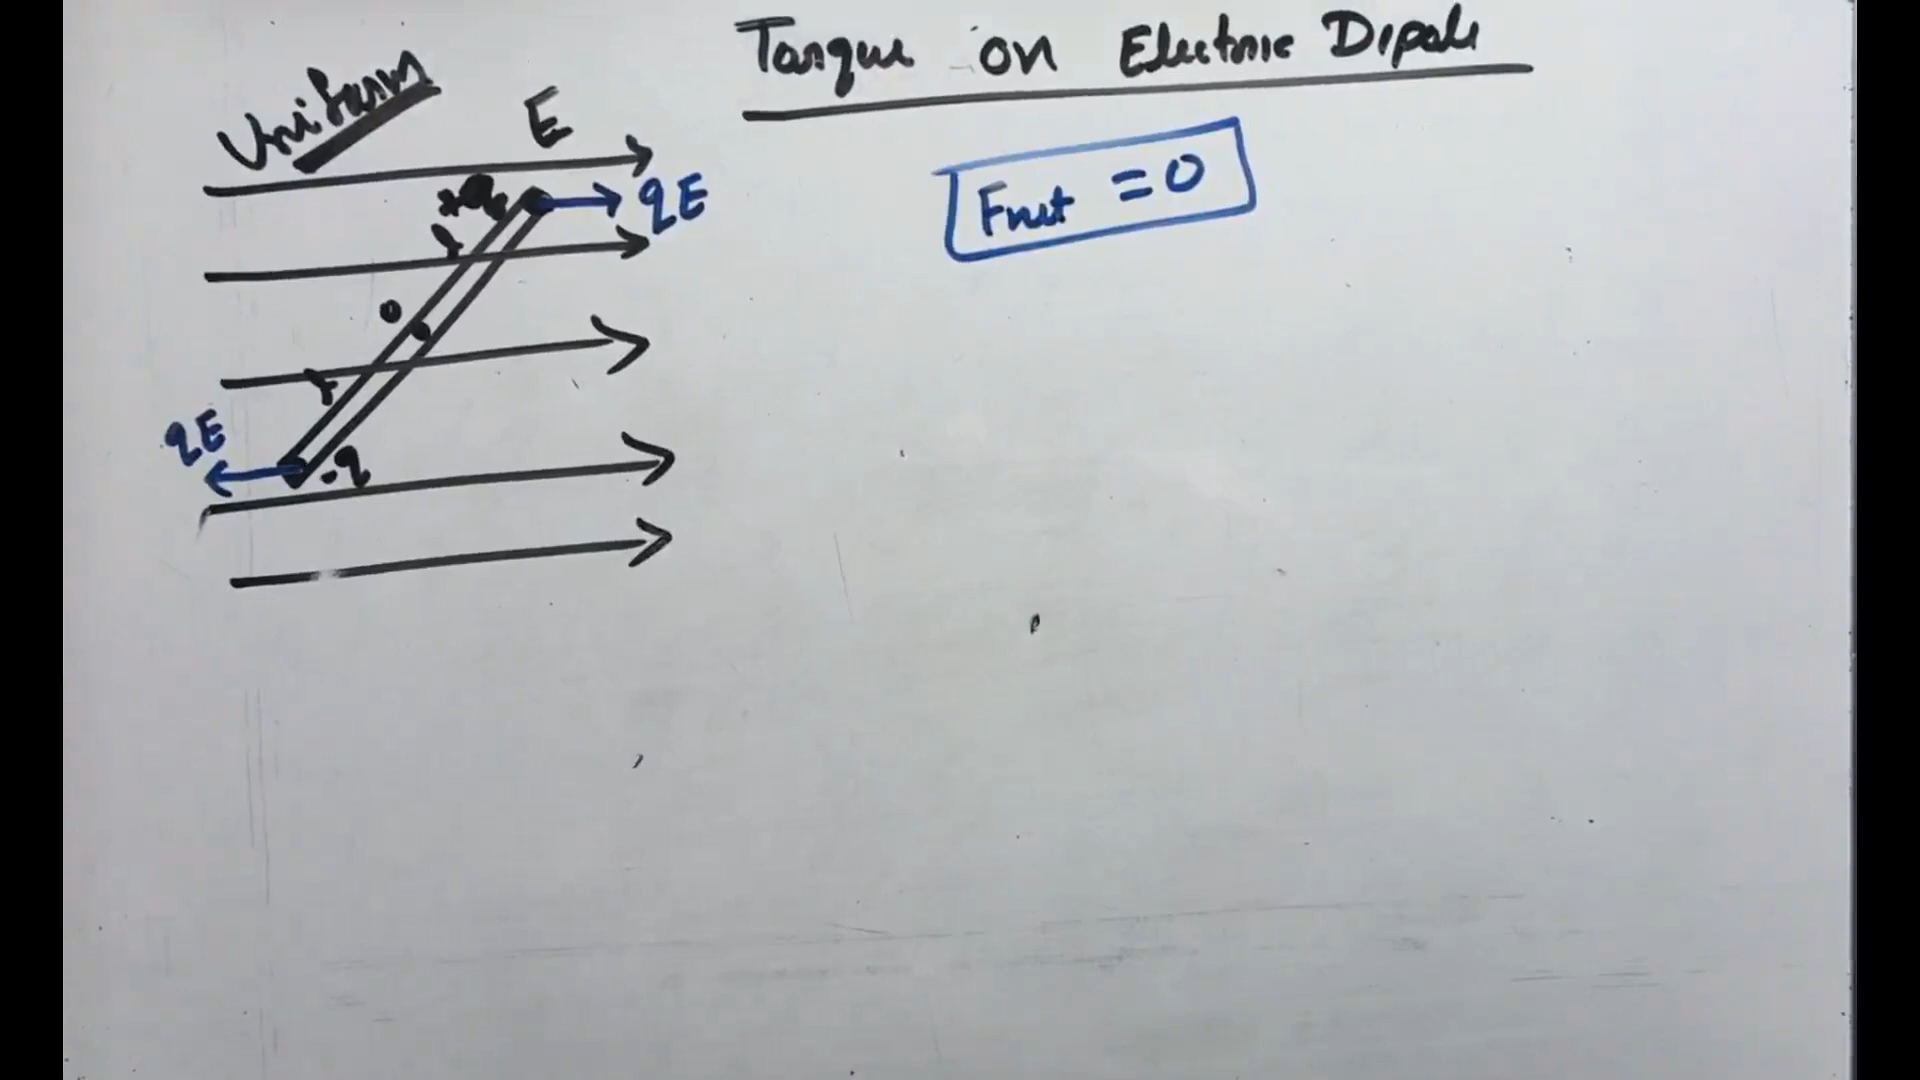 Torque on Electric Dipole
Uniform
E
+q
qE
Fnet = 0
r
O
r
qE
-q